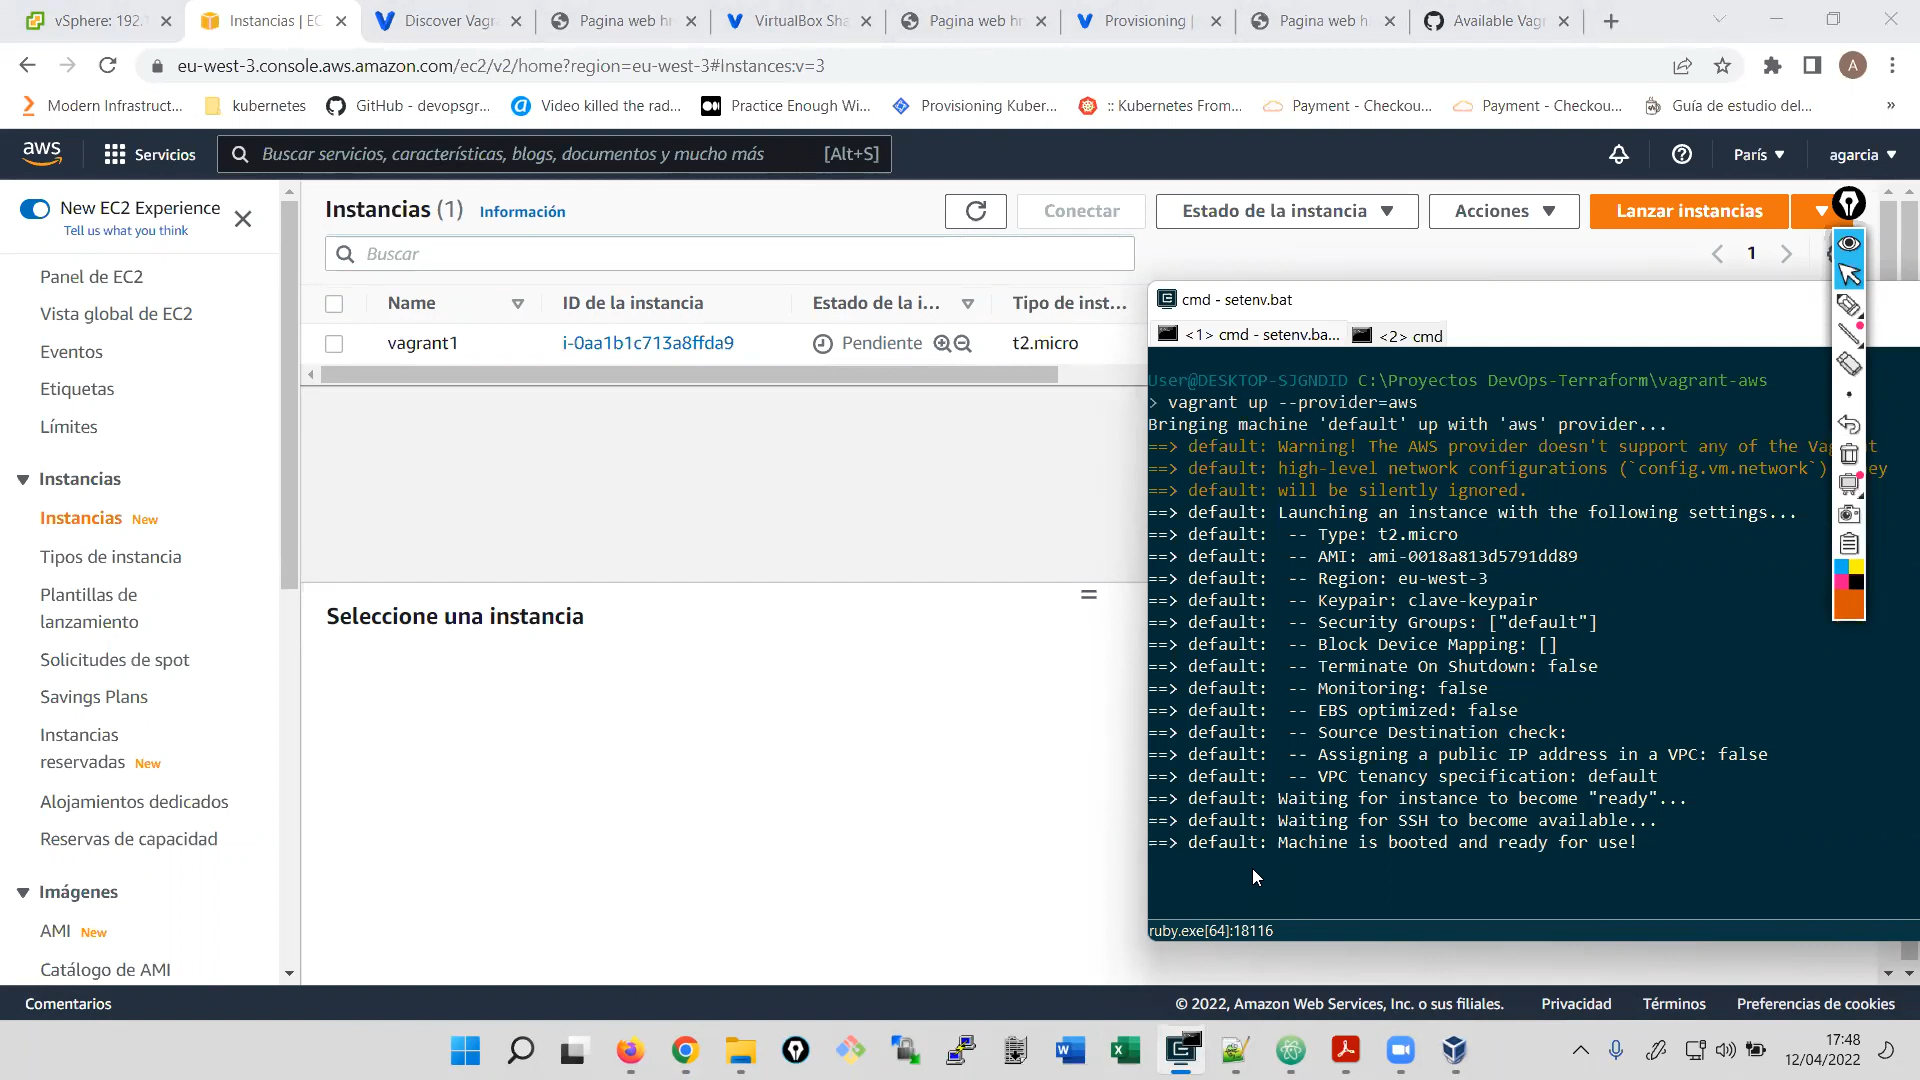 vSphere: 192.
Instancias | EC
Discover Vagr
Pagina web h
VirtualBox Sha
Pagina web h
Provisioning |
Pagina web h
Available Vag
eu-west-3.console.aws.amazon.com/ec2/v2/home?region=eu-west-3#Instances:v=3
A
Modern Infrastruct...
kubernetes
GitHub - devopsgr...
Video killed the rad...
Practice Enough Wi...
Provisioning Kuber...
:: Kubernetes From...
Payment - Checkou...
Payment - Checkou...
Guía de estudio del...
»
aws
Servicios
Buscar servicios, características, blogs, documentos y mucho más
[Alt+S]
París
agarcia
New EC2 Experience
Tell us what you think
Panel de EC2
Vista global de EC2
Eventos
Etiquetas
Límites
Instancias
Instancias New
Tipos de instancia
Plantillas de
lanzamiento
Solicitudes de spot
Savings Plans
Instancias
reservadas New
Alojamientos dedicados
Reservas de capacidad
Imágenes
AMI New
Catálogo de AMI
Instancias (1) Información
Conectar
Estado de la instancia
Acciones
Lanzar instancias
Buscar
1
Name
ID de la instancia
Estado de la i...
Tipo de inst...
vagrant1
i-0aa1b1c713a8ffda9
Pendiente
t2.micro
Seleccione una instancia
cmd - setenv.bat
<1> cmd - setenv.ba...
<2> cmd
User@DESKTOP-SJGNDID C:\Proyectos DevOps-Terraform\vagrant-aws
> vagrant up --provider=aws
Bringing machine 'default' up with 'aws' provider...
==> default: Warning! The AWS provider doesn't support any of the Va
==> default: high-level network configurations (`config.vm.network`)
==> default: will be silently ignored.
==> default: Launching an instance with the following settings...
==> default:  -- Type: t2.micro
==> default:  -- AMI: ami-0018a813d5791dd89
==> default:  -- Region: eu-west-3
==> default:  -- Keypair: clave-keypair
==> default:  -- Security Groups: ["default"]
==> default:  -- Block Device Mapping: []
==> default:  -- Terminate On Shutdown: false
==> default:  -- Monitoring: false
==> default:  -- EBS optimized: false
==> default:  -- Source Destination check:
==> default:  -- Assigning a public IP address in a VPC: false
==> default:  -- VPC tenancy specification: default
==> default: Waiting for instance to become "ready"...
==> default: Waiting for SSH to become available...
==> default: Machine is booted and ready for use!
ruby.exe[64]:18116
Comentarios
© 2022, Amazon Web Services, Inc. o sus filiales.
Privacidad
Términos
Preferencias de cookies
17:48
12/04/2022